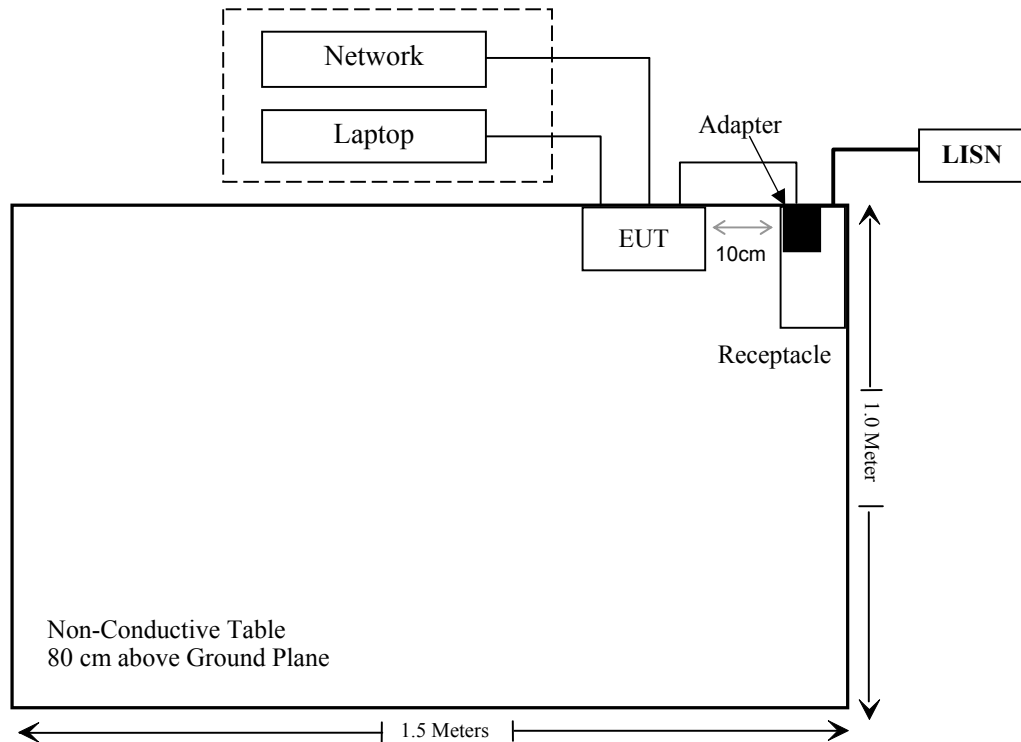 Network
Laptop
Adapter
LISN
EUT
10cm
Receptacle
1.0 Meter
Non-Conductive Table
80 cm above Ground Plane
1.5 Meters